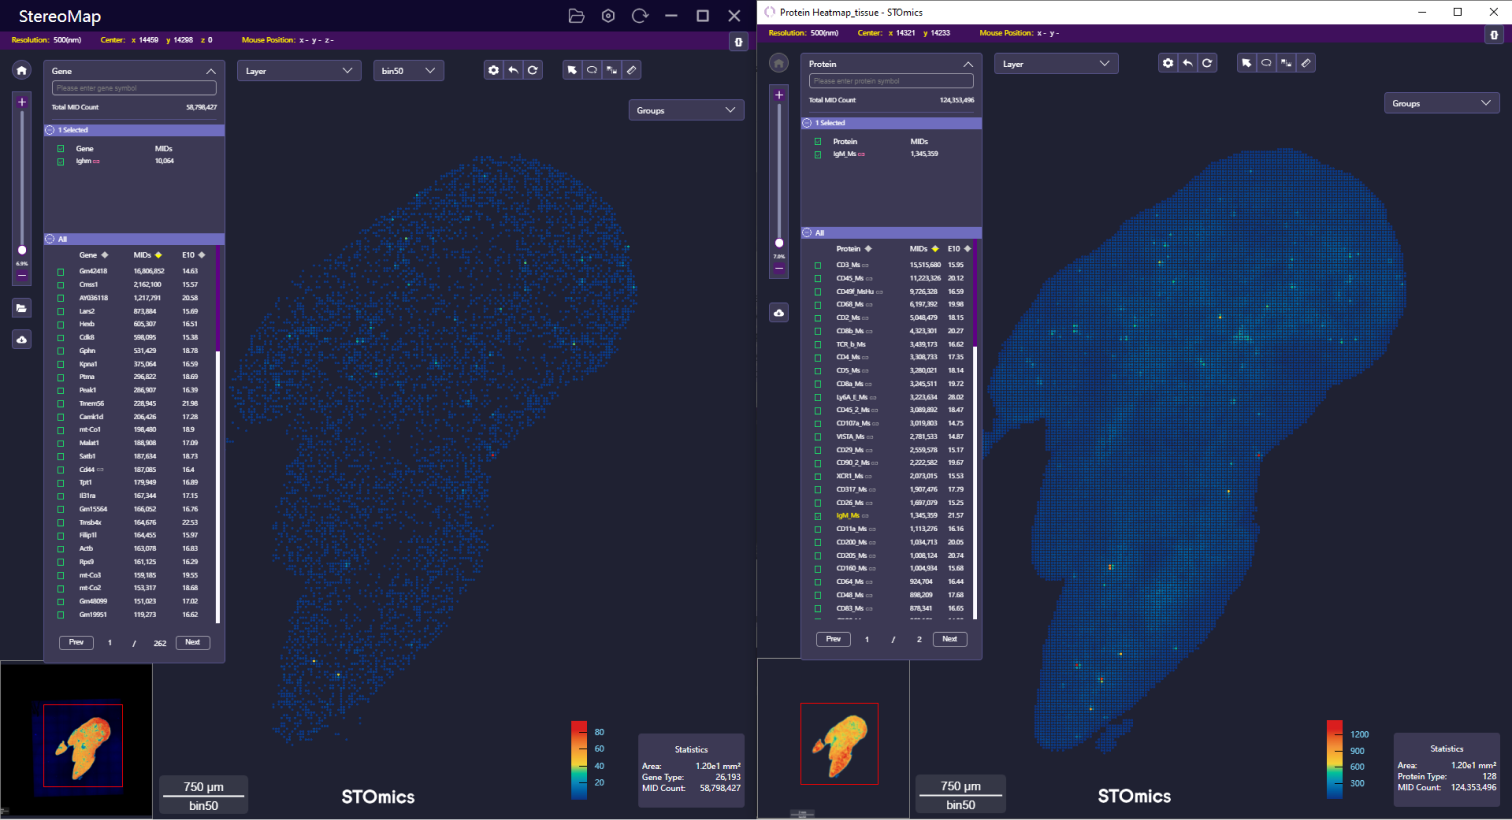 StereoMap
Resolution: 500(nm) Center: x 14459 y 14298 z 0 Mouse Position: x - y - z -
Gene
Please enter gene symbol
Total MID Count 58,798,427
Layer
bin50
Groups
1 Selected
Gene MIDs
Ighm 10,064
All
Gene MIDs E10
Gm42418 16,806,852 14.63
Cmss1 2,162,100 15.57
AY036118 1,217,791 20.58
Lars2 873,884 15.69
Hexb 605,307 16.51
Cdk8 598,095 15.38
Gphn 531,429 18.78
Kpna1 375,064 16.59
Ptma 296,822 18.69
Peak1 286,907 16.39
Tmem56 228,945 21.98
Camk1d 206,426 17.28
mt-Co1 198,480 18.9
Malat1 188,908 17.09
Satb1 187,634 18.73
Cd44 187,085 16.4
Tpt1 179,949 16.89
Il31ra 167,344 17.15
Gm15564 166,052 16.76
Tmsb4x 164,676 22.53
Filip1l 164,455 15.97
Actb 163,078 16.83
Rps9 161,125 16.29
mt-Co3 159,185 19.55
mt-Co2 153,317 18.68
Gm48099 151,023 17.02
Gm19951 119,273 16.62
Prev 1 / 262 Next
6.9%
750 μm
bin50
STOmics
80
60
40
20
Statistics
Area: 1.20e1 mm²
Gene Type: 26,193
MID Count: 58,798,427
Protein Heatmap_tissue - STOmics
Resolution: 500(nm) Center: x 14321 y 14233 Mouse Position: x - y -
Protein
Please enter protein symbol
Total MID Count 124,353,496
Layer
Groups
1 Selected
Protein MIDs
IgM_Ms 1,345,359
All
Protein MIDs E10
CD3_Ms 15,515,680 15.95
CD45_Ms 11,223,326 20.12
CD49f_MsHu 9,726,328 16.59
CD68_Ms 6,197,392 19.98
CD2_Ms 5,048,479 18.15
CD8b_Ms 4,323,301 20.27
TCR_b_Ms 3,439,173 16.62
CD4_Ms 3,308,733 17.35
CD5_Ms 3,280,021 18.14
CD8a_Ms 3,245,511 19.72
Ly6A_E_Ms 3,223,634 28.02
CD45_2_Ms 3,089,892 18.47
CD107a_Ms 3,019,803 14.75
VISTA_Ms 2,781,533 14.87
CD29_Ms 2,559,578 15.17
CD90_2_Ms 2,222,582 19.67
XCR1_Ms 2,073,015 15.53
CD317_Ms 1,907,476 17.79
CD26_Ms 1,697,079 15.25
IgM_Ms 1,345,359 21.57
CD11a_Ms 1,113,276 16.16
CD200_Ms 1,034,713 20.05
CD205_Ms 1,008,124 20.74
CD160_Ms 1,004,934 15.68
CD64_Ms 924,704 16.44
CD48_Ms 898,209 17.68
CD83_Ms 878,341 16.65
Prev 1 / 2 Next
7.0%
750 μm
bin50
STOmics
1200
900
600
300
Statistics
Area: 1.20e1 mm²
Protein Type: 128
MID Count: 124,353,496